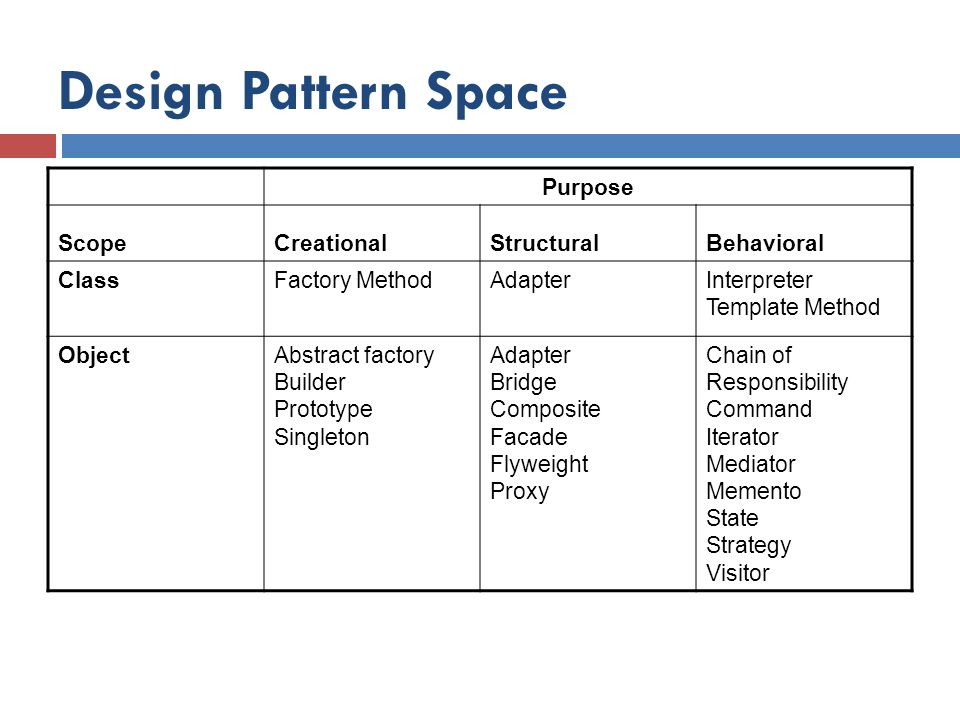 Design Pattern Space
Purpose
Scope Creational Structural Behavioral
Class Factory Method Adapter Interpreter
Template Method
Object Abstract factory Adapter Chain of
Builder Bridge Responsibility
Prototype Composite Command
Singleton Facade Iterator
Flyweight Mediator
Proxy Memento
State
Strategy
Visitor